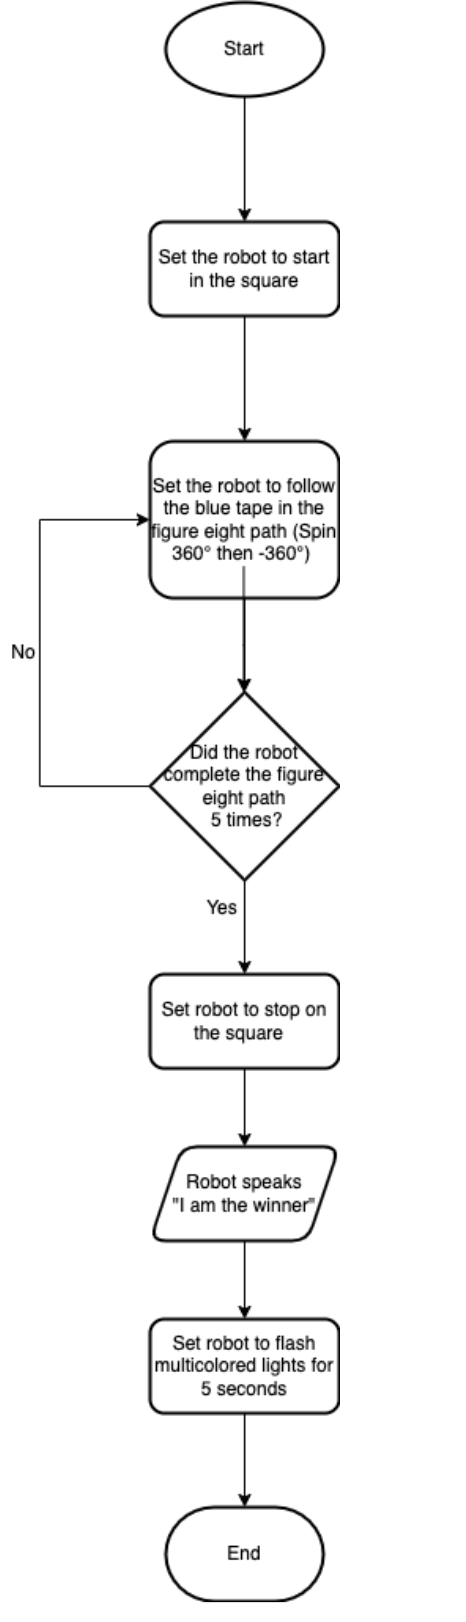 Start
Set the robot to start
in the square
Set the robot to follow
the blue tape in the
figure eight path (Spin
360° then -360°)
No
Did the robot
complete the figure
eight path
5 times?
Yes
Set robot to stop on
the square
Robot speaks
"I am the winner"
Set robot to flash
multicolored lights for
5 seconds
End